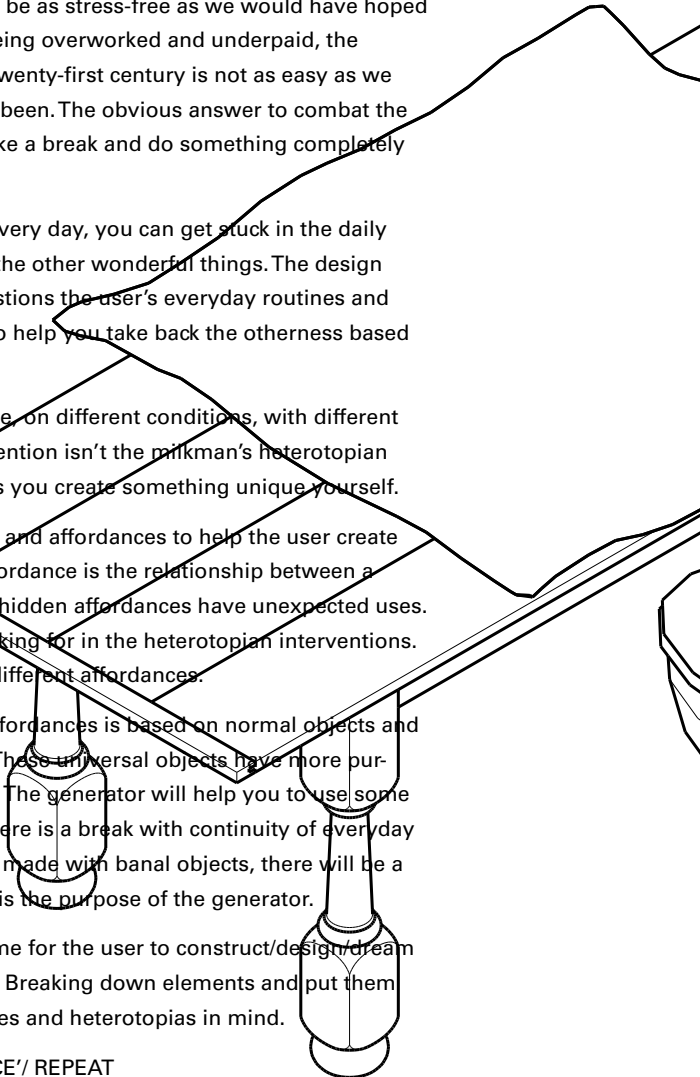 be as stress-free as we would have hoped
eing overworked and underpaid, the
wenty-first century is not as easy as we
been. The obvious answer to combat the
ke a break and do something completely
very day, you can get stuck in the daily
the other wonderful things. The design
stions the user’s everyday routines and
o help you take back the otherness based
e, on different conditions, with different
ention isn’t the milkman’s heterotopian
s you create something unique yourself.
and affordances to help the user create
ordance is the relationship between a
hidden affordances have unexpected uses.
king for in the heterotopian interventions.
different affordances.
ffordances is based on normal objects and
These universal objects have more pur-
The generator will help you to use some
ere is a break with continuity of everyday
made with banal objects, there will be a
is the purpose of the generator.
me for the user to construct/design/dream
Breaking down elements and put them
es and heterotopias in mind.
CE’/ REPEAT